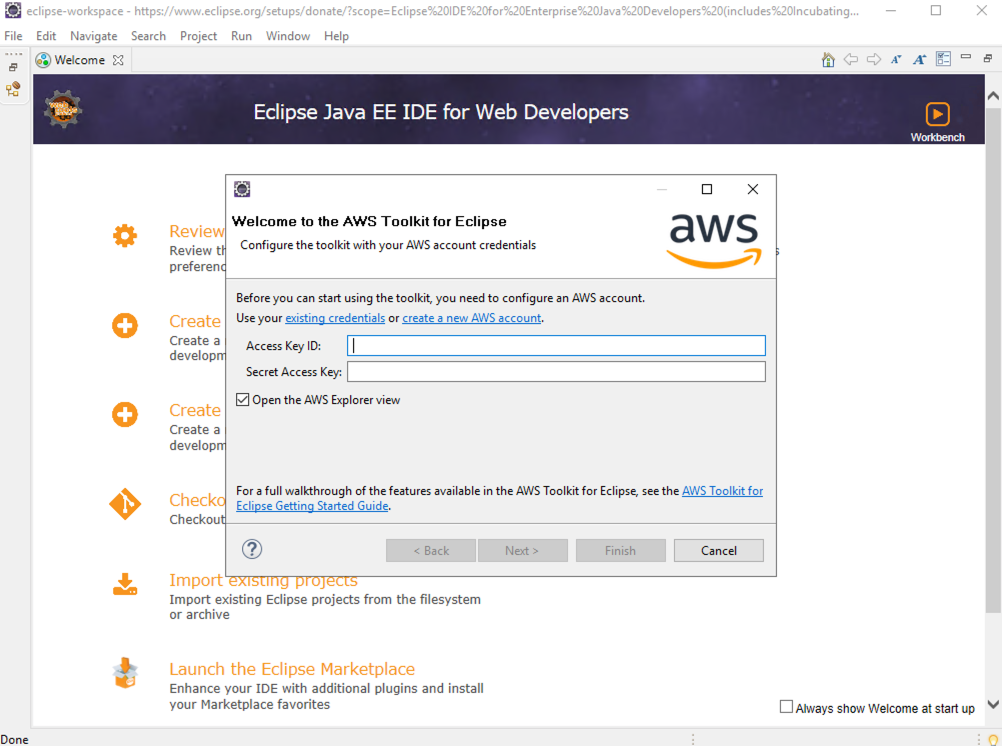 eclipse-workspace - https://www.eclipse.org/setups/donate/?scope=Eclipse%20IDE%20for%20Enterprise%20Java%20Developers%20(includes%20Incubating...
File Edit Navigate Search Project Run Window Help
Welcome
Eclipse Java EE IDE for Web Developers
Workbench
Welcome to the AWS Toolkit for Eclipse
Configure the toolkit with your AWS account credentials
aws
Before you can start using the toolkit, you need to configure an AWS account.
Use your existing credentials or create a new AWS account.
Access Key ID:
Secret Access Key:
Open the AWS Explorer view
For a full walkthrough of the features available in the AWS Toolkit for Eclipse, see the AWS Toolkit for
Eclipse Getting Started Guide.
< Back Next > Finish Cancel
Review
Review th
preferenc
Create
Create a
developm
Create
Create a
developm
Checko
Checkout
Import existing projects
Import existing Eclipse projects from the filesystem
or archive
Launch the Eclipse Marketplace
Enhance your IDE with additional plugins and install
your Marketplace favorites
Always show Welcome at start up
Done